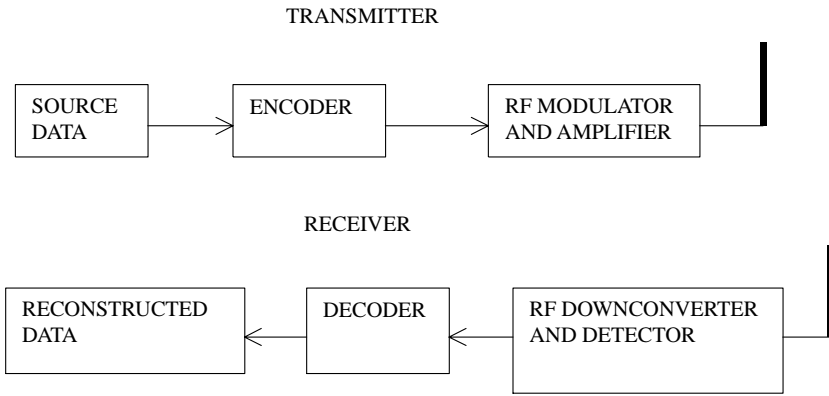 TRANSMITTER
SOURCE
DATA
ENCODER
RF MODULATOR
AND AMPLIFIER
RECEIVER
RECONSTRUCTED
DATA
DECODER
RF DOWNCONVERTER
AND DETECTOR